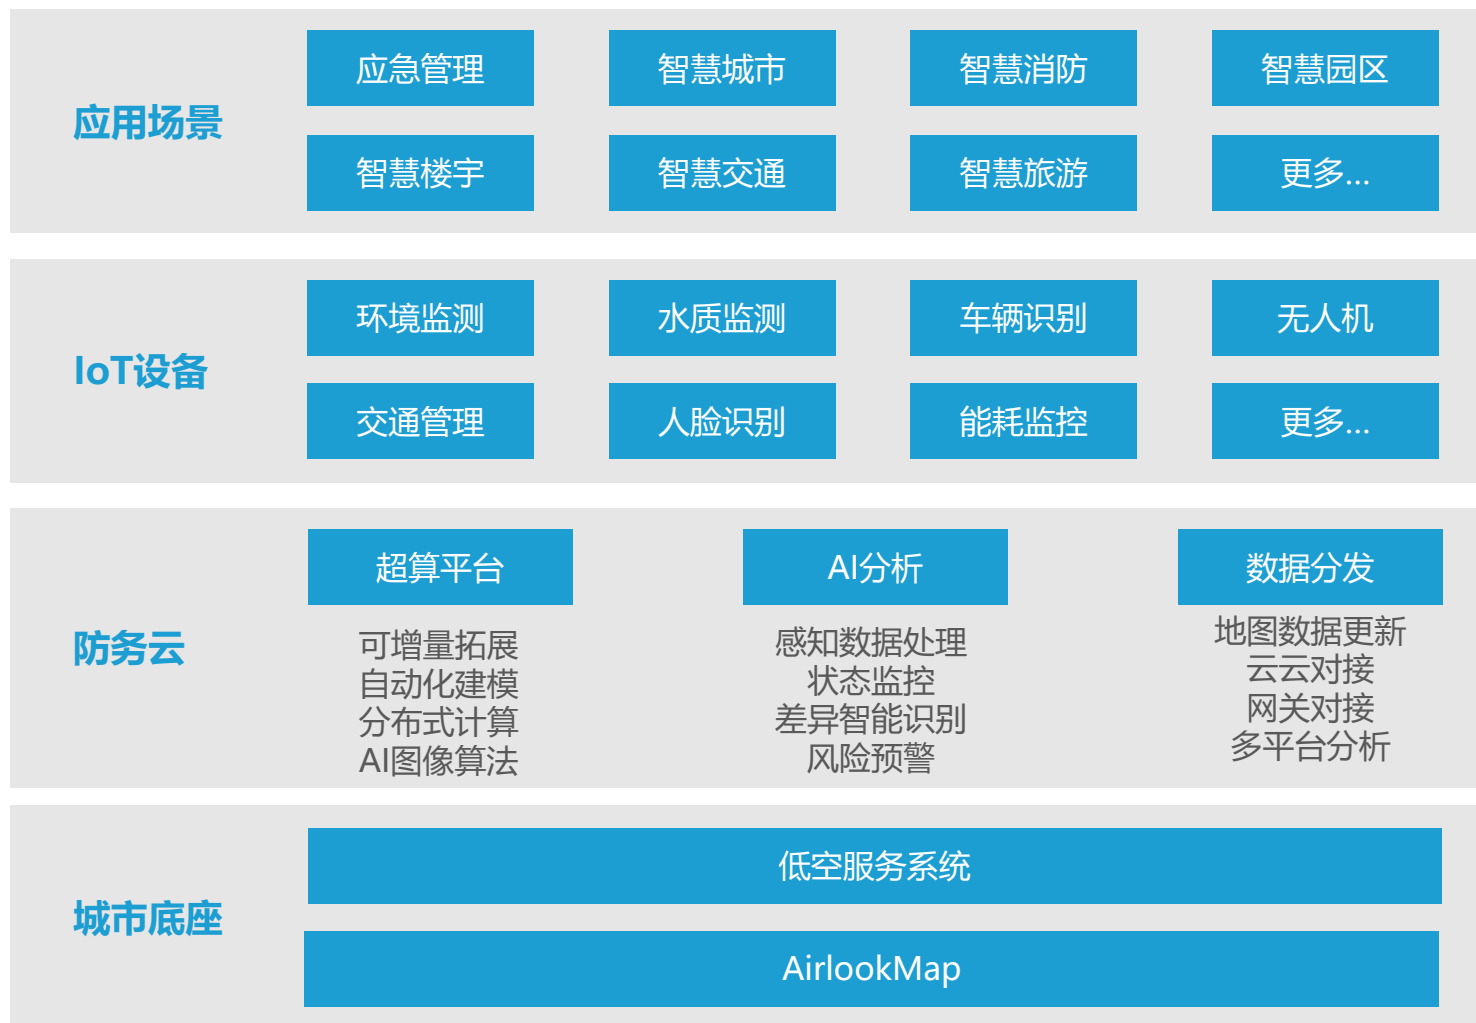 应用场景
应急管理
智慧城市
智慧消防
智慧园区
智慧楼宇
智慧交通
智慧旅游
更多...
IoT设备
环境监测
水质监测
车辆识别
无人机
交通管理
人脸识别
能耗监控
更多...
防务云
超算平台
可增量拓展
自动化建模
分布式计算
AI图像算法
AI分析
感知数据处理
状态监控
差异智能识别
风险预警
数据分发
地图数据更新
云云对接
网关对接
多平台分析
城市底座
低空服务系统
AirlookMap